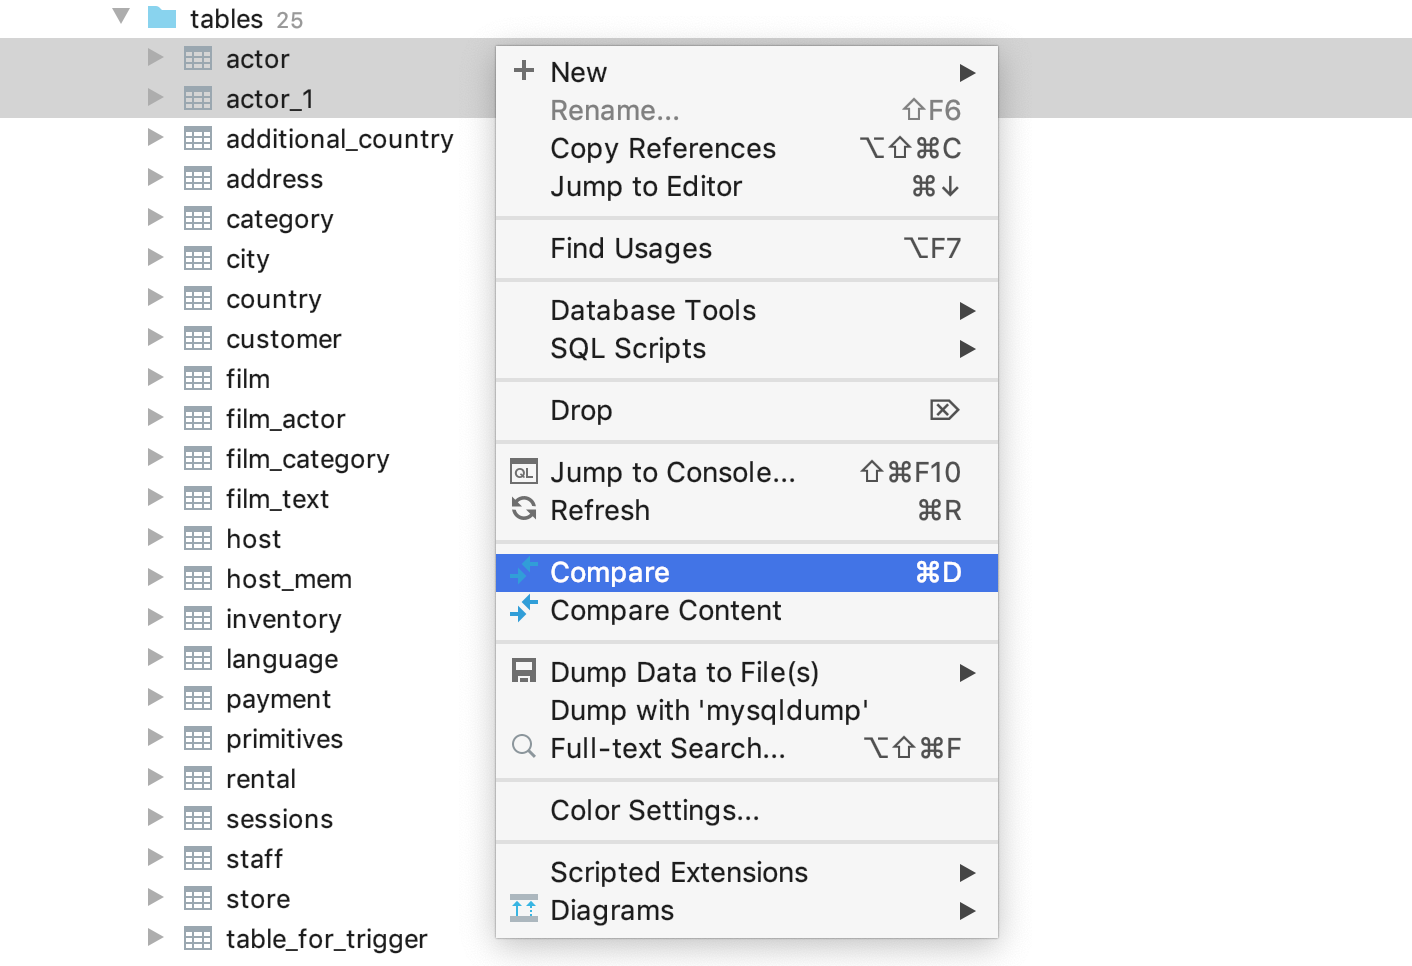 tables 25
actor
actor_1
additional_country
address
category
city
country
customer
film
film_actor
film_category
film_text
host
host_mem
inventory
language
payment
primitives
rental
sessions
staff
store
table_for_trigger
New
Rename... ⇧F6
Copy References ⌥⇧⌘C
Jump to Editor ⌘↓
Find Usages ⌥F7
Database Tools
SQL Scripts
Drop ⌦
QL Jump to Console... ⇧⌘F10
Refresh ⌘R
Compare ⌘D
Compare Content
Dump Data to File(s)
Dump with 'mysqldump'
Full-text Search... ⌥⇧⌘F
Color Settings...
Scripted Extensions
Diagrams